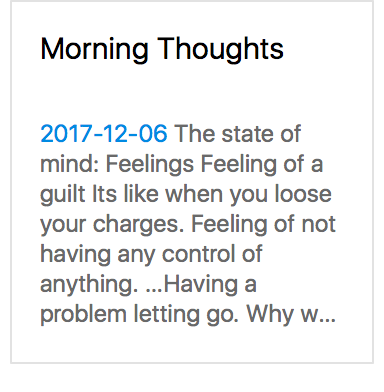 Morning Thoughts
2017-12-06 The state of
mind: Feelings Feeling of a
guilt Its like when you loose
your charges. Feeling of not
having any control of
anything. ...Having a
problem letting go. Why w...